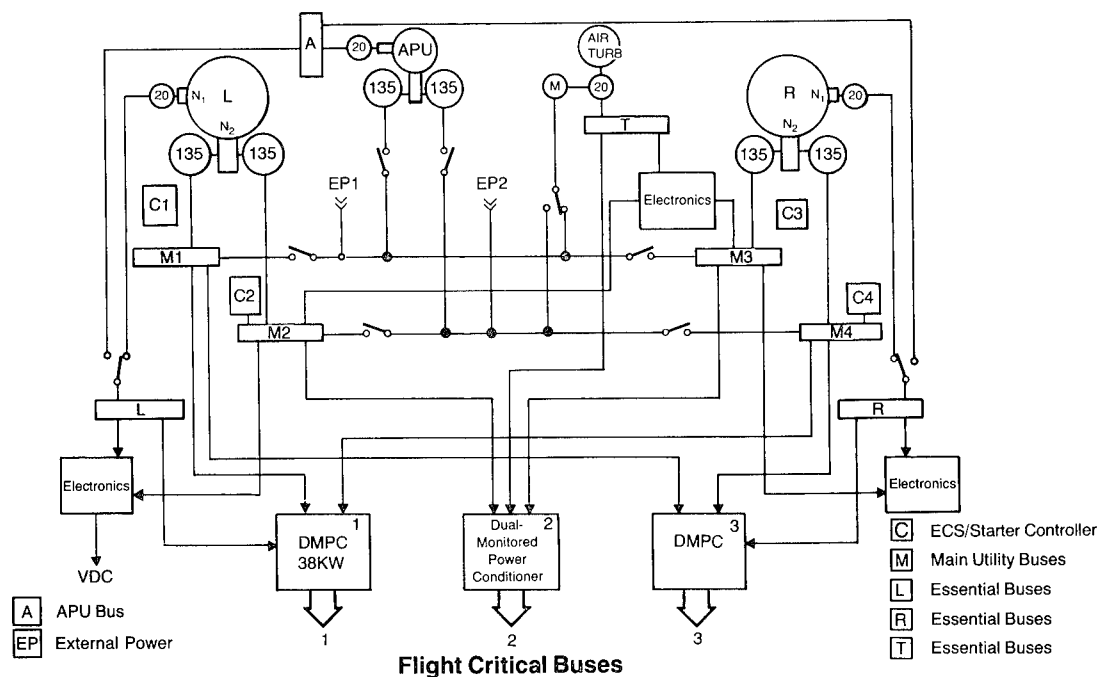 A
20
APU
AIR
TURB
135
135
M
20
20
N1
L
N2
R
N1
N2
20
T
135
135
135
135
C1
EP1
EP2
Electronics
C3
M1
M3
C2
C4
M2
M4
L
R
Electronics
Electronics
1
DMPC
38KW
2
Dual-
Monitored
Power
Conditioner
3
DMPC
VDC
1
2
3
A APU Bus
EP External Power
C ECS/Starter Controller
M Main Utility Buses
L Essential Buses
R Essential Buses
T Essential Buses
Flight Critical Buses